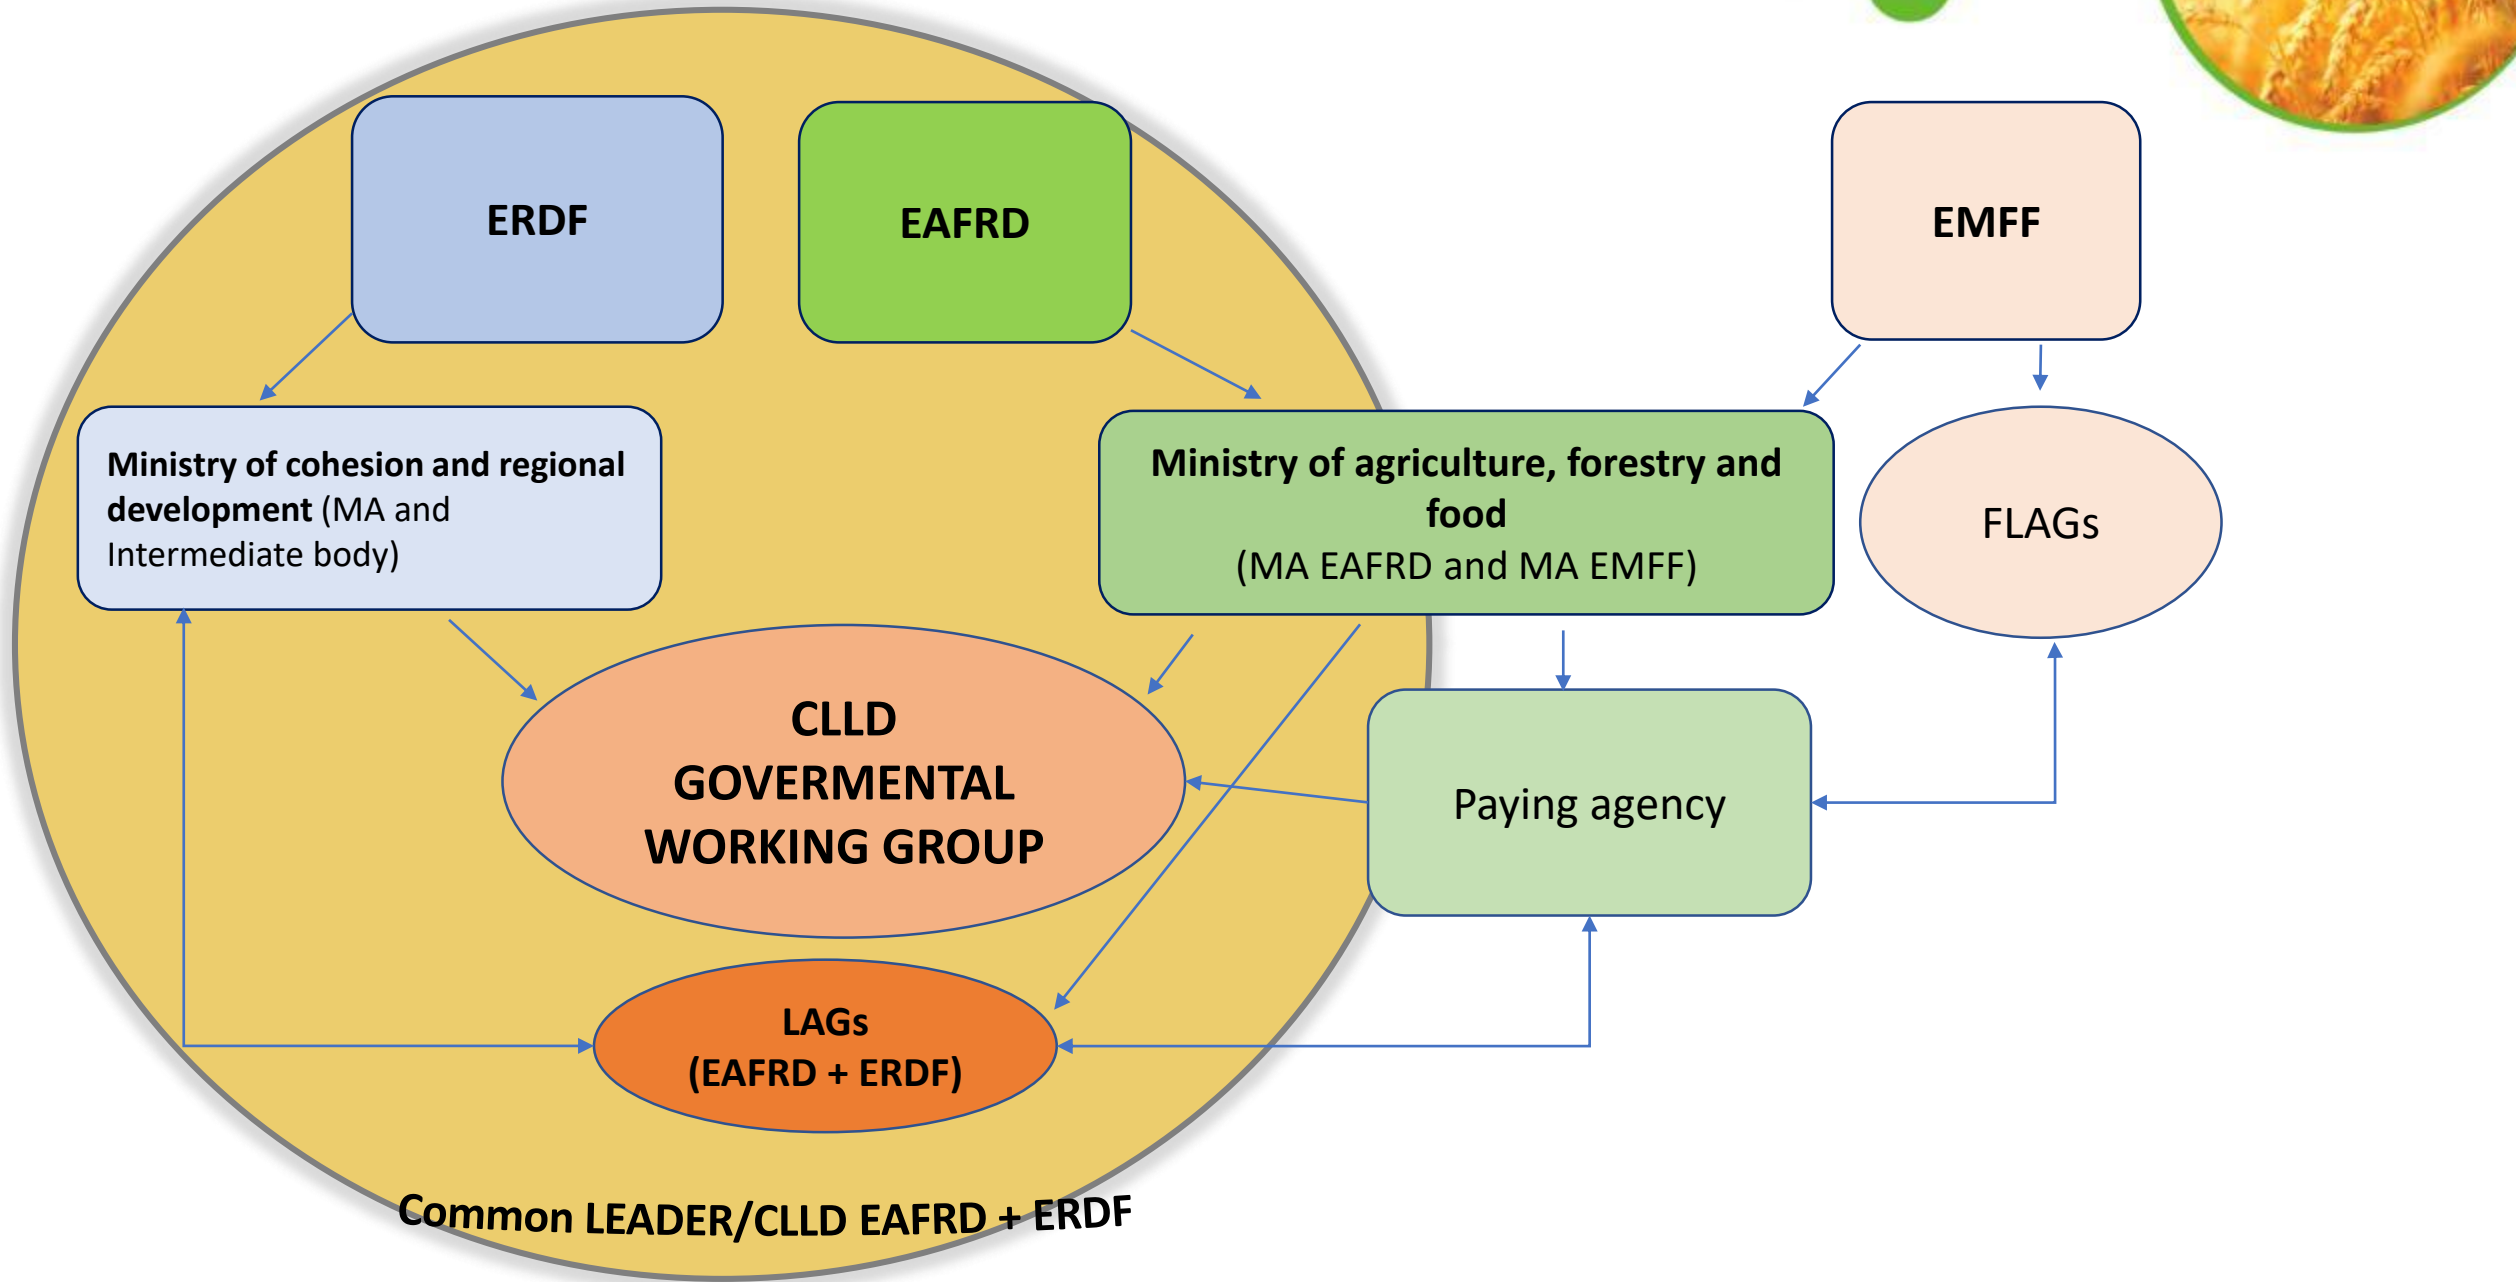 ERDF
EAFRD
EMFF
Ministry of cohesion and regional
development (MA and
Intermediate body)
Ministry of agriculture, forestry and
food
(MA EAFRD and MA EMFF)
FLAGs
CLLD
GOVERMENTAL
WORKING GROUP
Paying agency
LAGs
(EAFRD + ERDF)
Common LEADER/CLLD EAFRD + ERDF